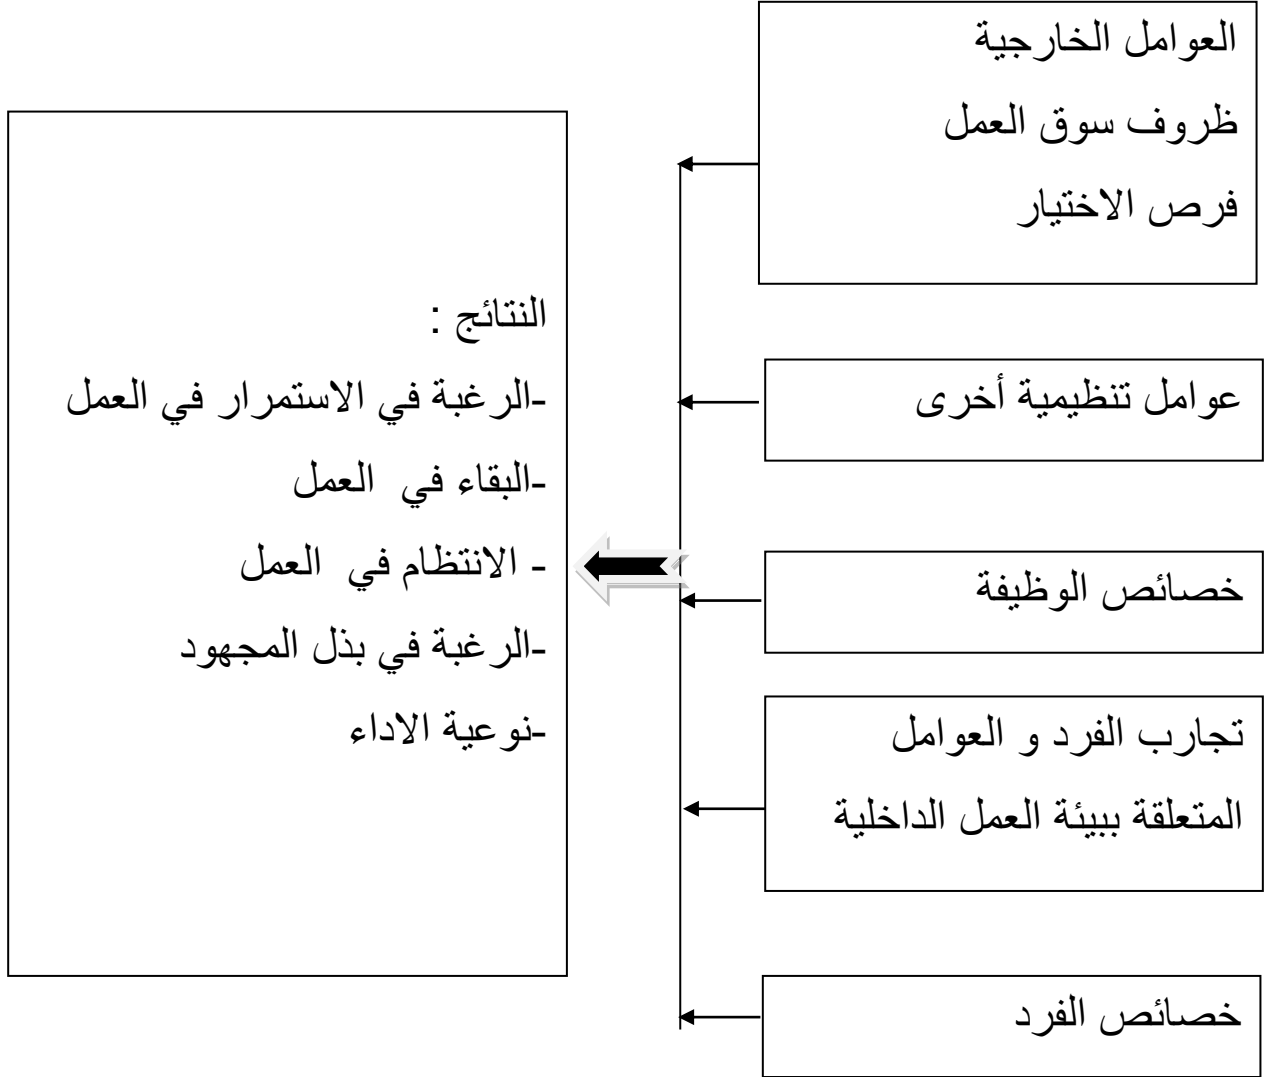 العوامل الخارجية
ظروف سوق العمل
فرص الاختيار
عوامل تنظيمية أخرى
خصائص الوظيفة
تجارب الفرد و العوامل
المتعلقة ببيئة العمل الداخلية
خصائص الفرد
النتائج :
-الرغبة في الاستمرار في العمل
-البقاء في العمل
- الانتظام في العمل
-الرغبة في بذل المجهود
-نوعية الاداء